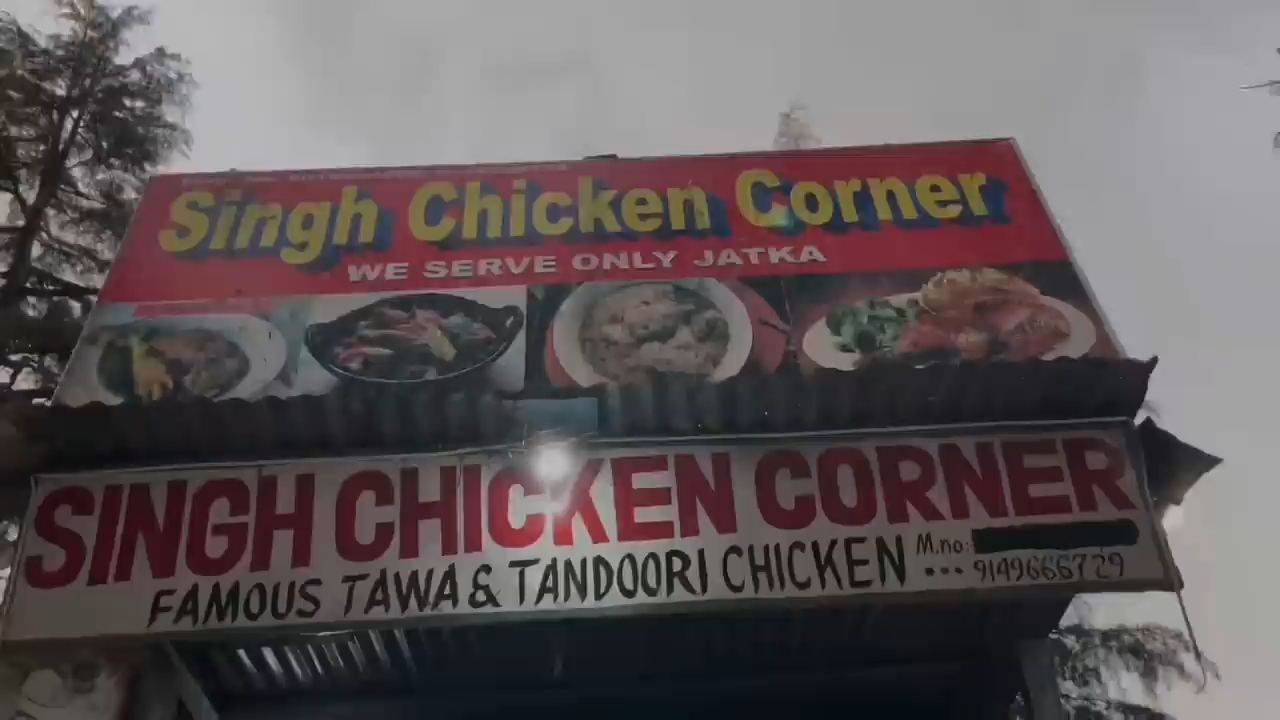 Singh Chicken Corner
WE SERVE ONLY JATKA
SINGH CHICKEN CORNER
FAMOUS TAWA & TANDOORI CHICKEN
M.no:
9149666729